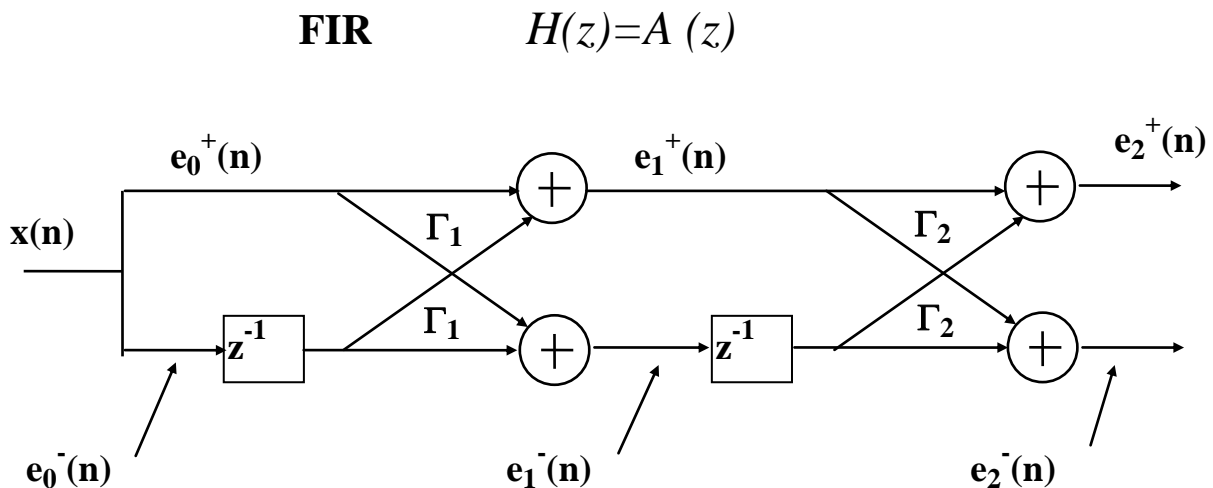 FIR H(z)=A (z)
e₀⁺(n) e₁⁺(n) e₂⁺(n)
x(n) Γ₁ Γ₂
z⁻¹ Γ₁ z⁻¹ Γ₂
e₀⁻(n) e₁⁻(n) e₂⁻(n)